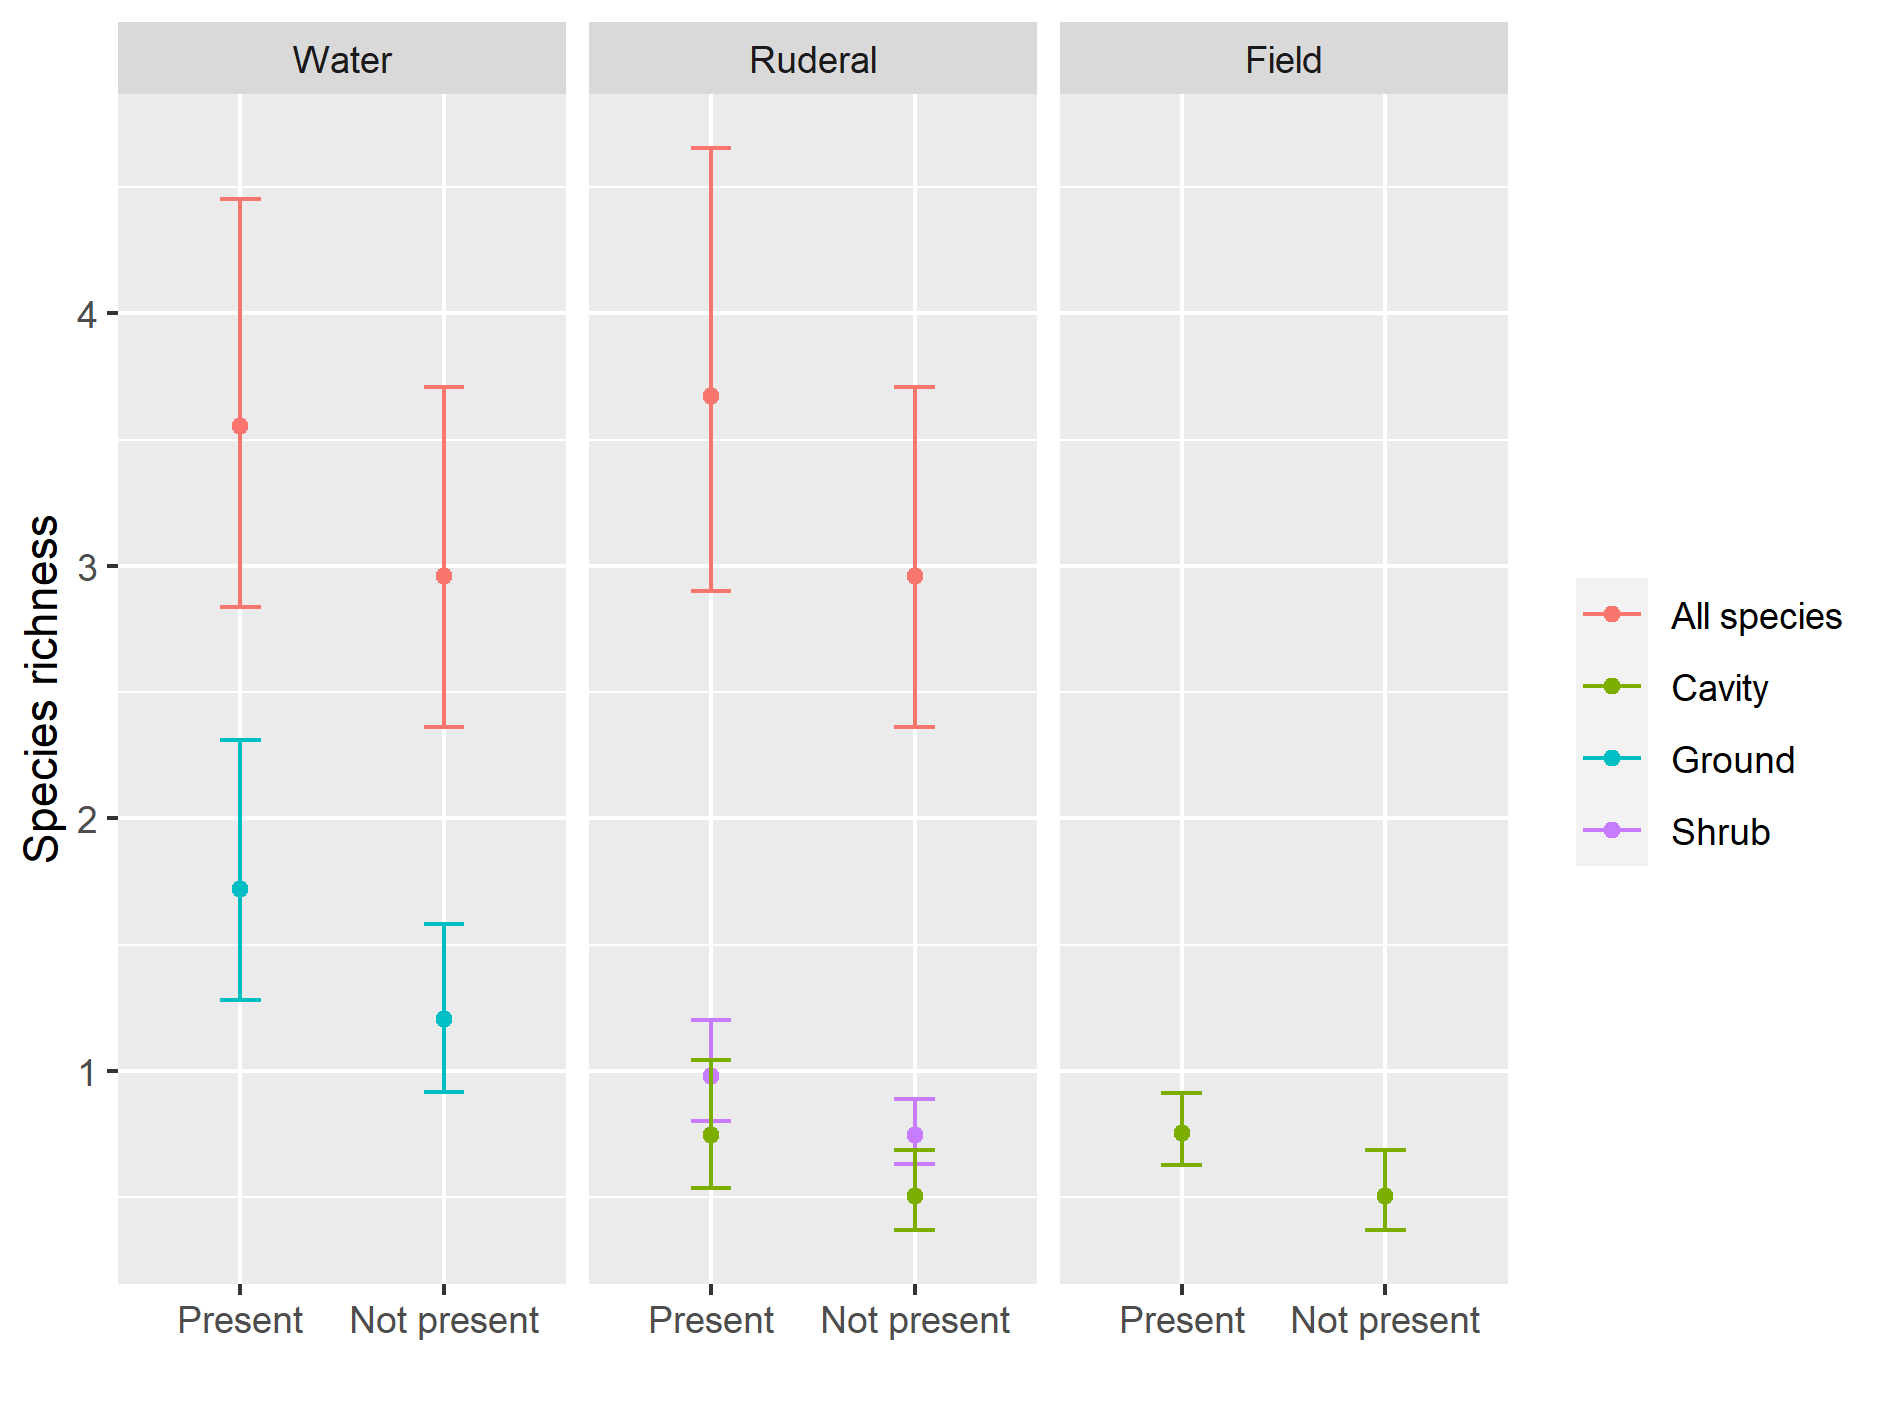 Water Ruderal Field
Species richness
4
3
2
1
Present Not present Present Not present Present Not present
All species
Cavity
Ground
Shrub